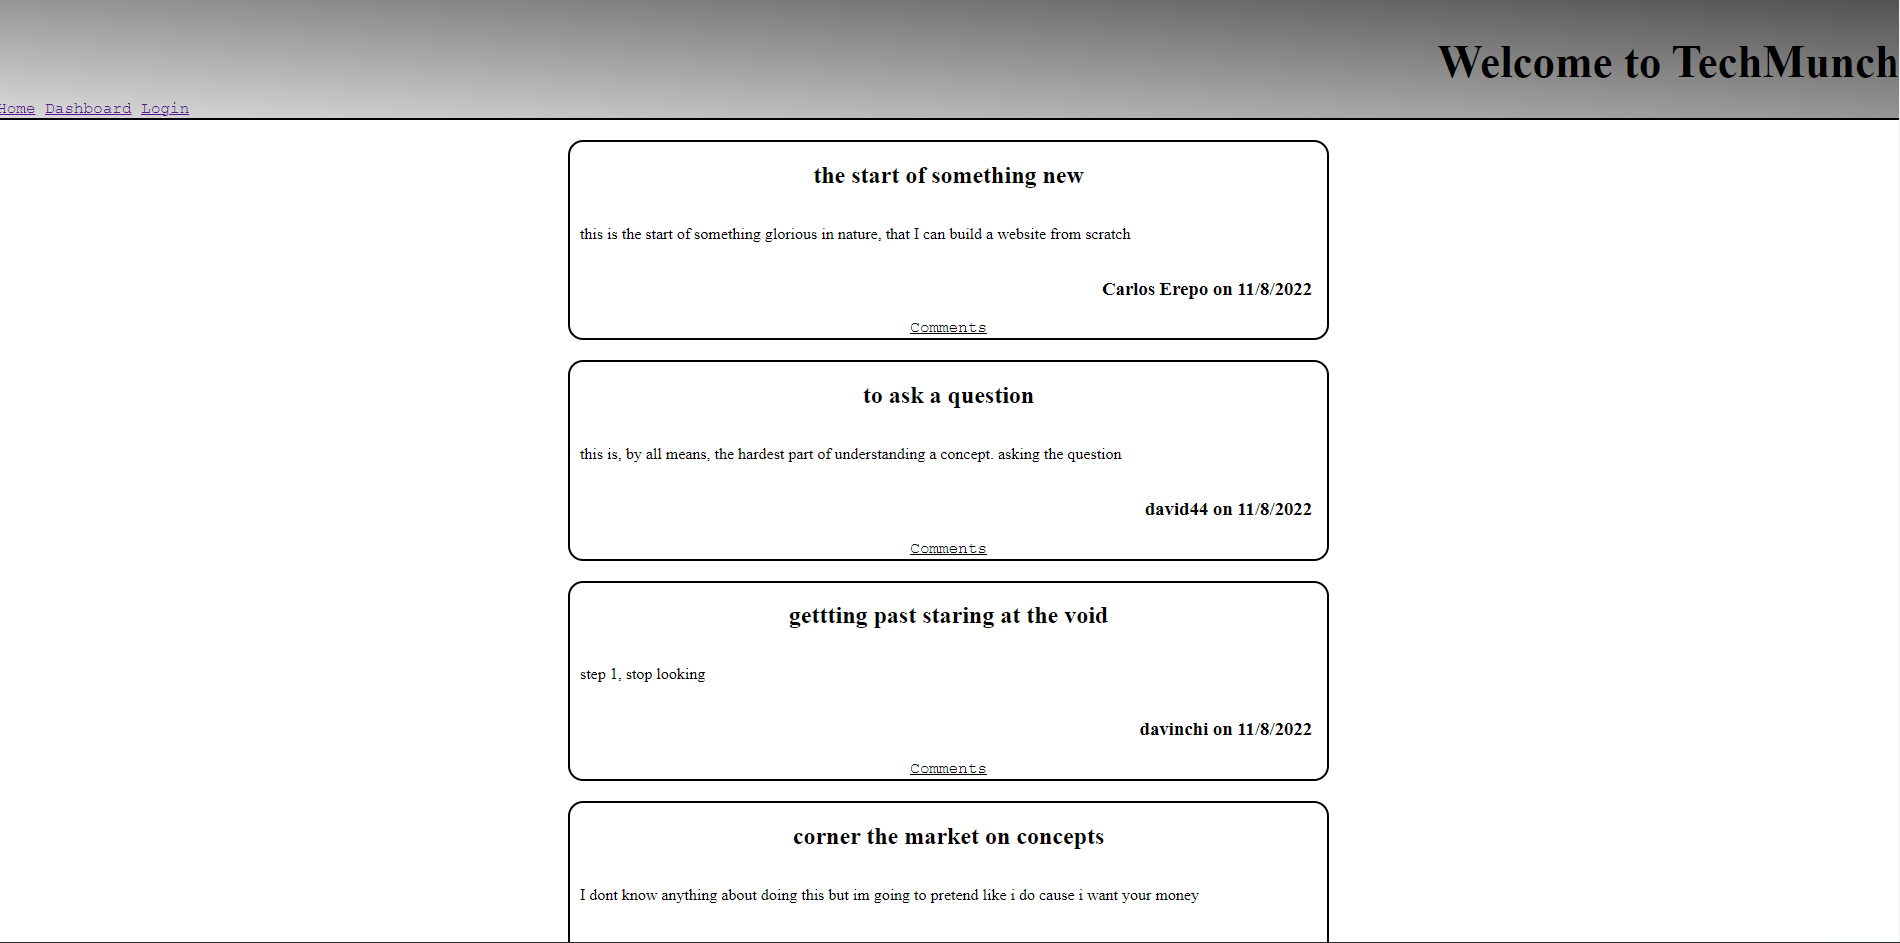 Welcome to TechMunch
Home Dashboard Login
the start of something new
this is the start of something glorious in nature, that I can build a website from scratch
Carlos Erepo on 11/8/2022
Comments
to ask a question
this is, by all means, the hardest part of understanding a concept. asking the question
david44 on 11/8/2022
Comments
gettting past staring at the void
step 1, stop looking
davinchi on 11/8/2022
Comments
corner the market on concepts
I dont know anything about doing this but im going to pretend like i do cause i want your money